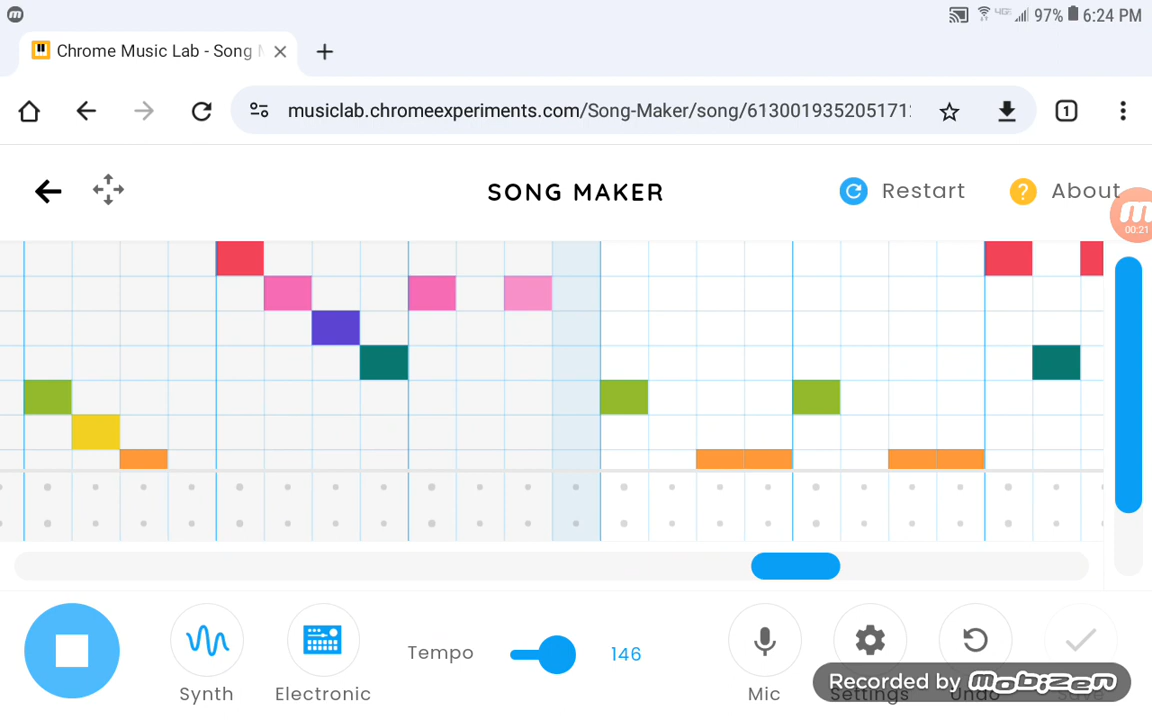 97% 6:24 PM
Chrome Music Lab - Song
musiclab.chromeexperiments.com/Song-Maker/song/613001935205171
1
SONG MAKER
Restart
? About
00:21
Tempo
146
Synth
Electronic
Mic
Settings
Undo
Recorded by mobizen